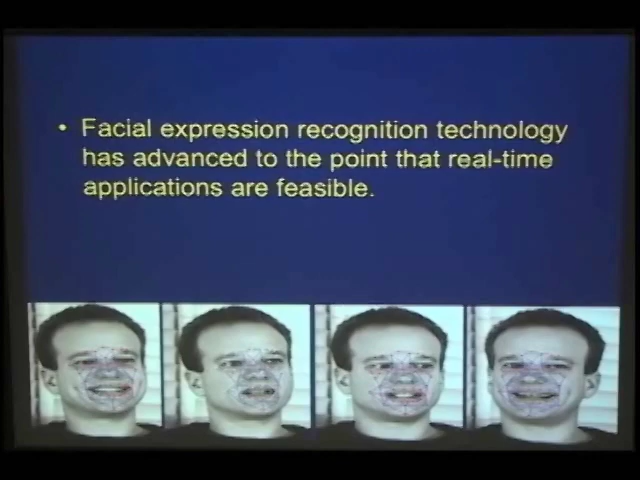 • Facial expression recognition technology
has advanced to the point that real-time
applications are feasible.